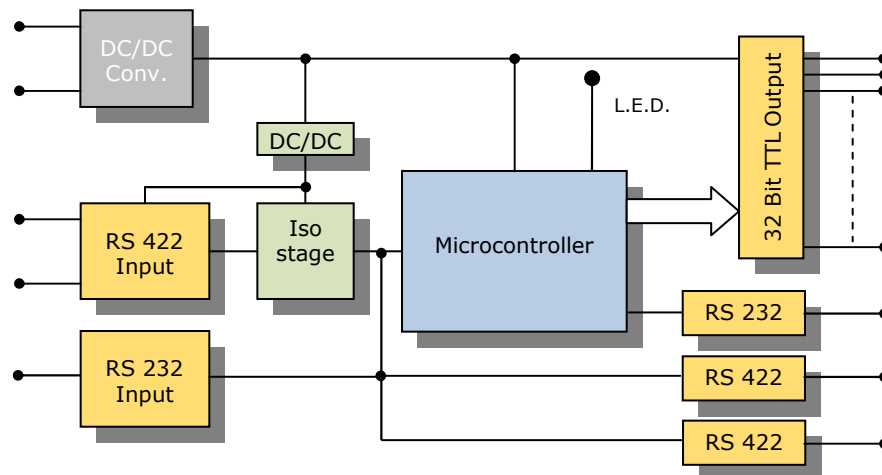 DC/DC
Conv.
L.E.D.
32 Bit TTL Output
DC/DC
RS 422
Input
Iso
stage
Microcontroller
RS 232
RS 232
Input
RS 422
RS 422